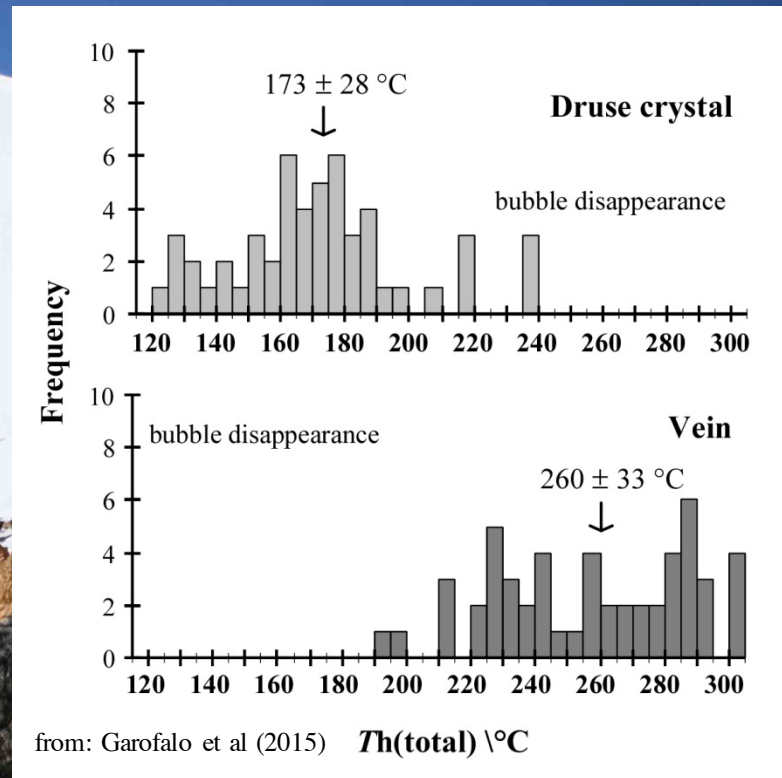 10
173 ± 28 °C
8
Druse crystal
6
bubble disappearance
4
2
0
120 140 160 180 200 220 240 260 280 300
Frequency
10
bubble disappearance
Vein
8
260 ± 33 °C
6
4
2
0
120 140 160 180 200 220 240 260 280 300
from: Garofalo et al (2015) Th(total) \°C